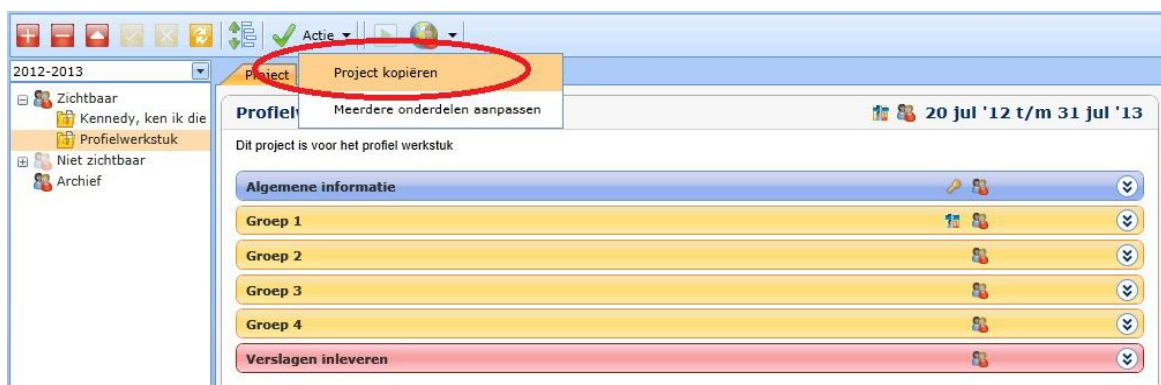 Actie
2012-2013
Zichtbaar
Kennedy, ken ik die
Profielwerkstuk
Niet zichtbaar
Archief
Project
Project kopiëren
Meerdere onderdelen aanpassen
Profiel
20 jul '12 t/m 31 jul '13
Dit project is voor het profiel werkstuk
Algemene informatie
Groep 1
Groep 2
Groep 3
Groep 4
Verslagen inleveren